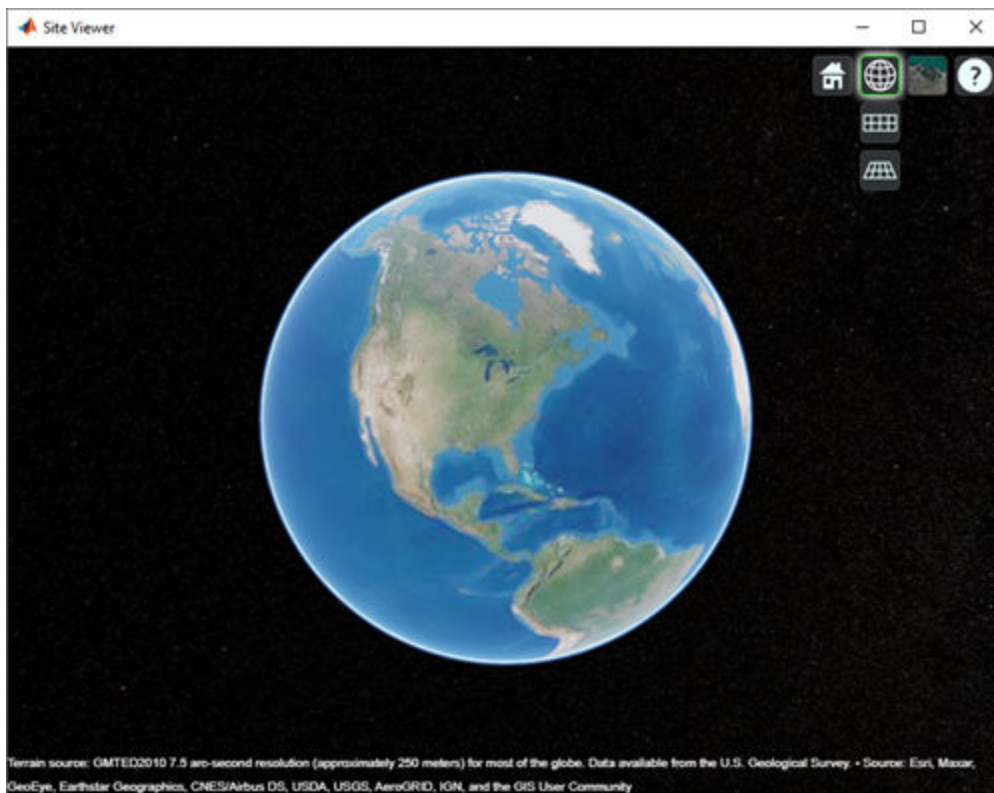 Site Viewer
?
Terrain source: GMTED2010 7.5 arc-second resolution (approximately 250 meters) for most of the globe. Data available from the U.S. Geological Survey. • Source: Esri, Maxar,
GeoEye, Earthstar Geographics, CNES/Airbus DS, USDA, USGS, AeroGRID, IGN, and the GIS User Community